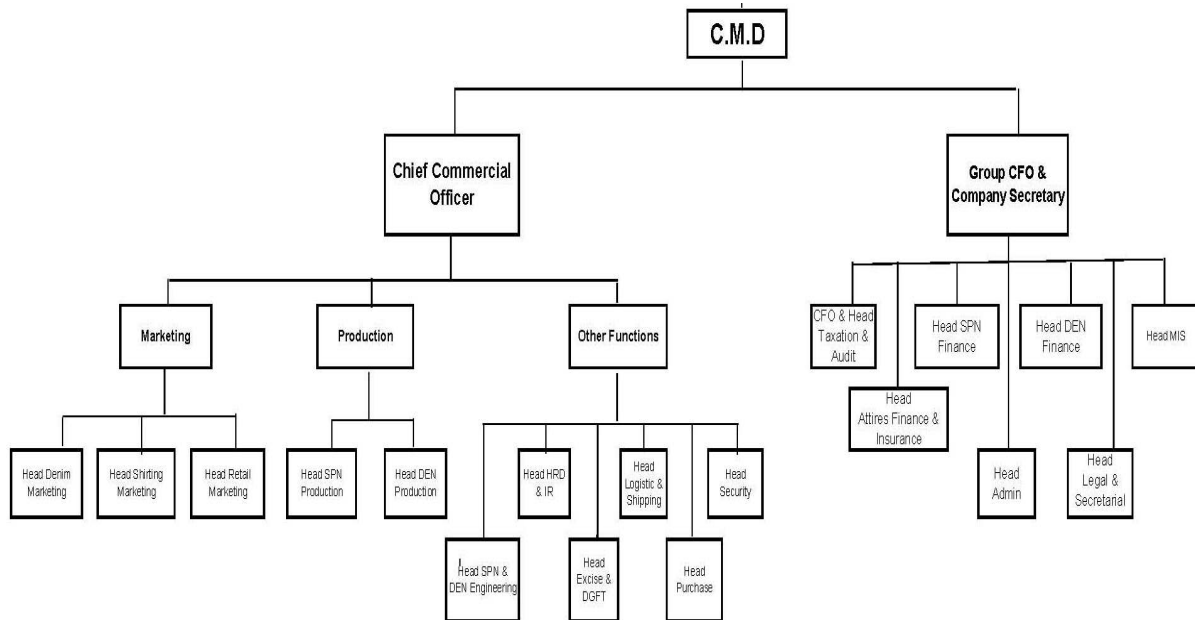 C.M.D
Chief Commercial
Officer
Group CFO &
Company Secretary
Marketing
Production
Other Functions
CFO & Head
Taxation &
Audit
Head SPN
Finance
Head DEN
Finance
Head MIS
Head
Attires Finance &
Insurance
Head
Admin
Head
Legal &
Secretarial
Head Denim
Marketing
Head Shirting
Marketing
Head Retail
Marketing
Head SPN
Production
Head DEN
Production
Head HRD
& IR
Head
Logistic &
Shipping
Head
Security
Head SPN &
DEN Engineering
Head
Excise &
DGFT
Head
Purchase